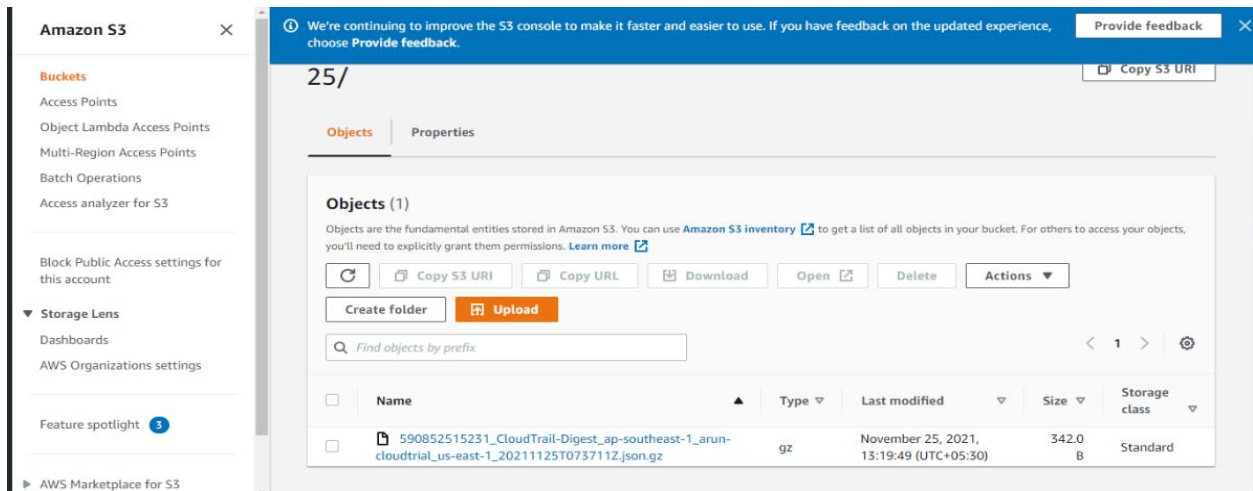 Amazon S3
We're continuing to improve the S3 console to make it faster and easier to use. If you have feedback on the updated experience,
choose Provide feedback.
Provide feedback
Buckets
Access Points
Object Lambda Access Points
Multi-Region Access Points
Batch Operations
Access analyzer for S3
Block Public Access settings for
this account
Storage Lens
Dashboards
AWS Organizations settings
Feature spotlight 3
AWS Marketplace for S3
25/
Copy S3 URI
Objects
Properties
Objects (1)
Objects are the fundamental entities stored in Amazon S3. You can use Amazon S3 inventory to get a list of all objects in your bucket. For others to access your objects,
you'll need to explicitly grant them permissions. Learn more
Copy S3 URI
Copy URL
Download
Open
Delete
Actions
Create folder
Upload
Find objects by prefix
1
Name
Type
Last modified
Size
Storage
class
590852515231_CloudTrail-Digest_ap-southeast-1_arun-
cloudtrial_us-east-1_20211125T073711Z.json.gz
gz
November 25, 2021,
13:19:49 (UTC+05:30)
342.0
B
Standard